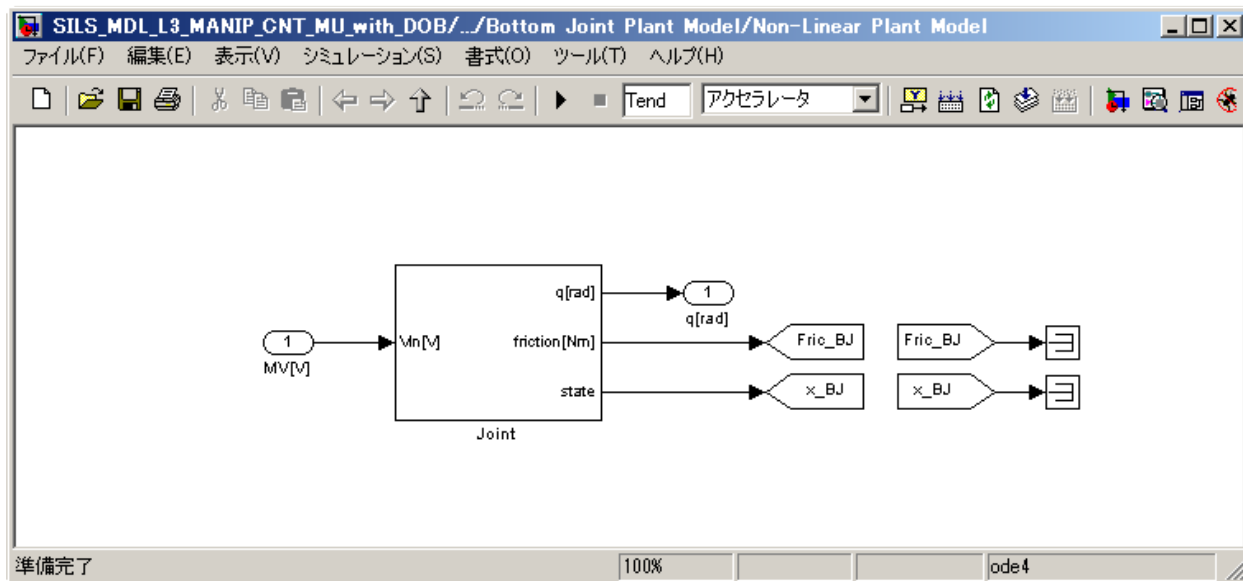 SILS_MDL_L3_MANIP_CNT_MU_with_DOB/.../Bottom Joint Plant Model/Non-Linear Plant Model
ファイル(F) 編集(E) 表示(V) シミュレーション(S) 書式(O) ツール(T) ヘルプ(H)
Tend アクセラレータ
q[rad]
1
q[rad]
1
MV[V]
Vin[V]
friction[Nm]
Fric_BJ
Fric_BJ
state
x_BJ
x_BJ
Joint
準備完了 100% ode4